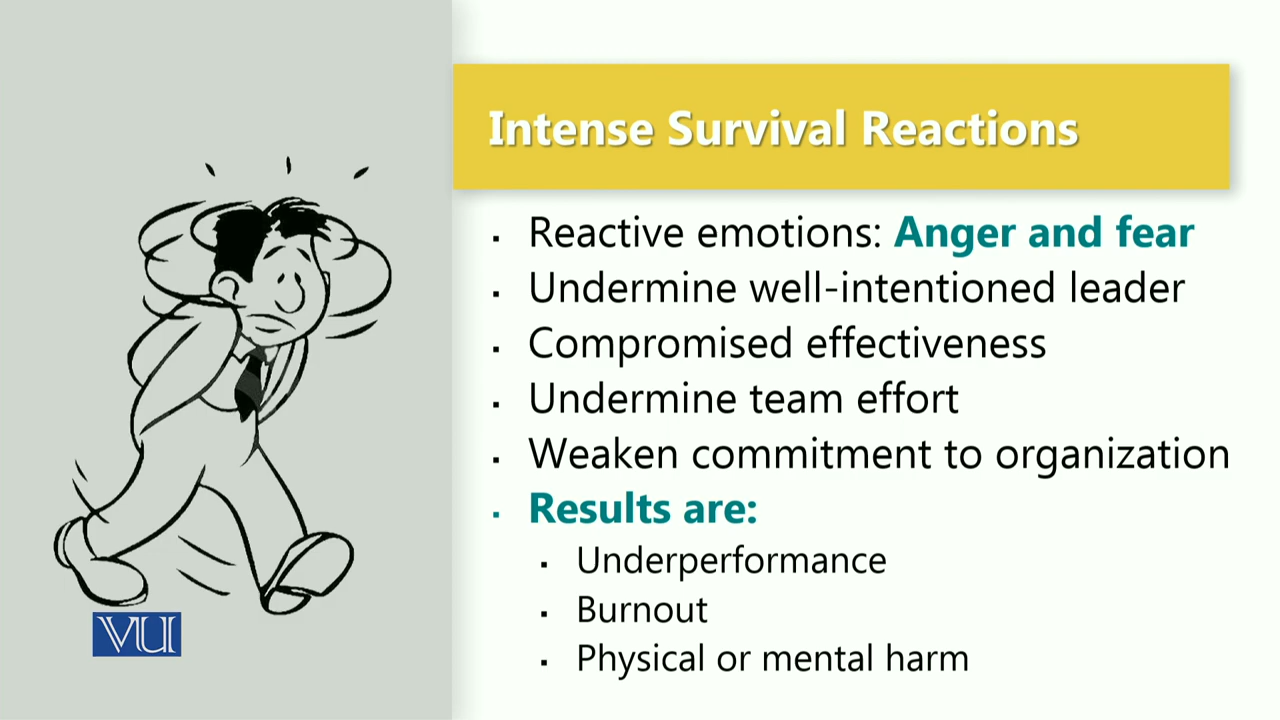 Intense Survival Reactions
▪ Reactive emotions: Anger and fear
▪ Undermine well-intentioned leader
▪ Compromised effectiveness
▪ Undermine team effort
▪ Weaken commitment to organization
▪ Results are:
▪ Underperformance
▪ Burnout
▪ Physical or mental harm
VU